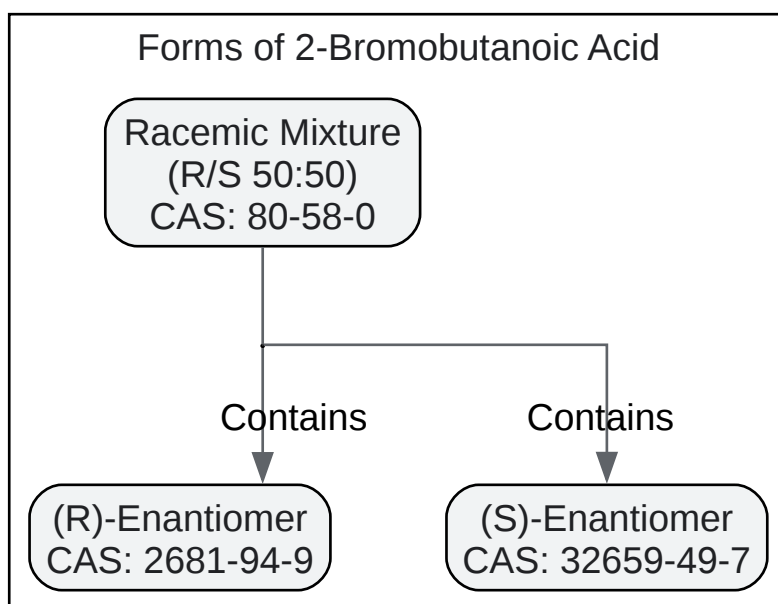 Forms of 2-Bromobutanoic Acid
Racemic Mixture
(R/S 50:50)
CAS: 80-58-0
Contains
Contains
(R)-Enantiomer
CAS: 2681-94-9
(S)-Enantiomer
CAS: 32659-49-7